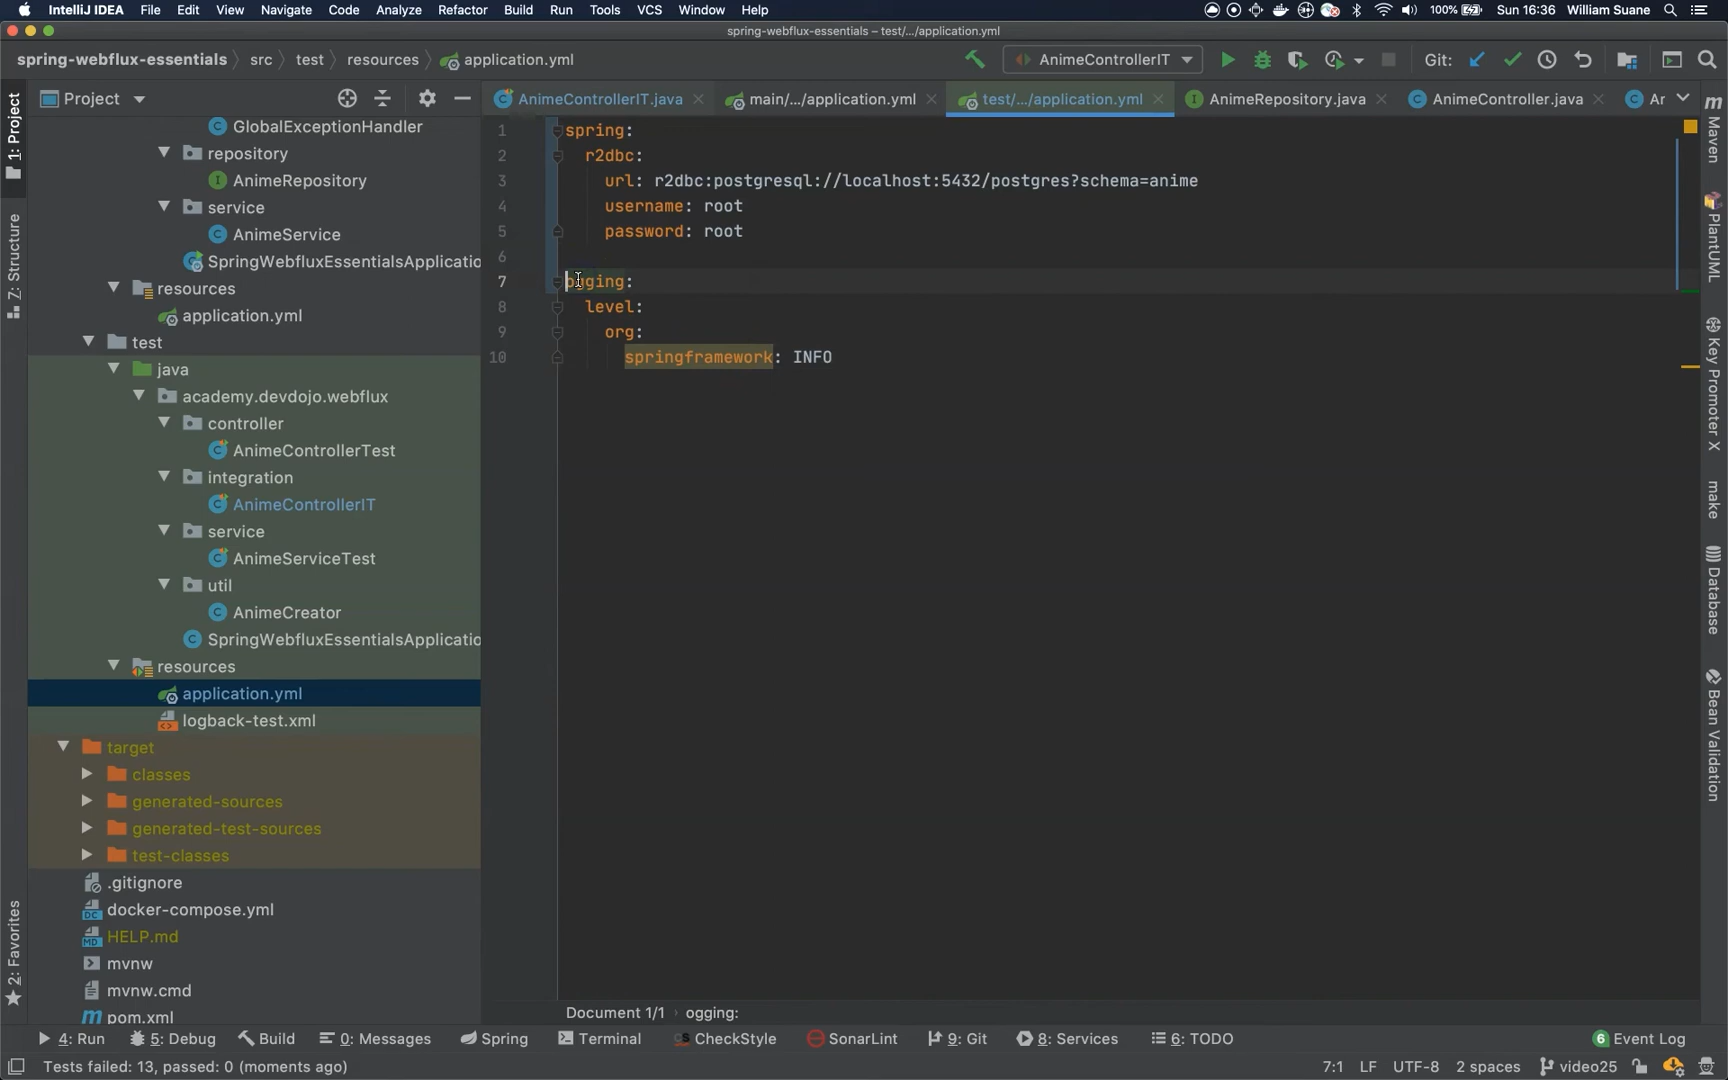 IntelliJ IDEA File Edit View Navigate Code Analyze Refactor Build Run Tools VCS Window Help 100% Sun 16:36 William Suane
spring-webflux-essentials – test/.../application.yml
spring-webflux-essentials src test resources application.yml AnimeControllerIT Git:
Project AnimeControllerIT.java main/.../application.yml test/.../application.yml AnimeRepository.java AnimeController.java Ar
GlobalExceptionHandler
repository
AnimeRepository
service
AnimeService
SpringWebfluxEssentialsApplicatio
resources
application.yml
test
java
academy.devdojo.webflux
controller
AnimeControllerTest
integration
AnimeControllerIT
service
AnimeServiceTest
util
AnimeCreator
SpringWebfluxEssentialsApplicatio
resources
application.yml
logback-test.xml
target
classes
generated-sources
generated-test-sources
test-classes
.gitignore
docker-compose.yml
HELP.md
mvnw
mvnw.cmd
pom.xml
1 spring:
2 r2dbc:
3 url: r2dbc:postgresql://localhost:5432/postgres?schema=anime
4 username: root
5 password: root
6
7 ogging:
8 level:
9 org:
10 springframework: INFO
Document 1/1 ogging:
1: Project
7: Structure
2: Favorites
Maven
PlantUML
Key Promoter X
make
Database
Bean Validation
4: Run 5: Debug Build 0: Messages Spring Terminal CheckStyle SonarLint 9: Git 8: Services 6: TODO 6 Event Log
Tests failed: 13, passed: 0 (moments ago) 7:1 LF UTF-8 2 spaces video25